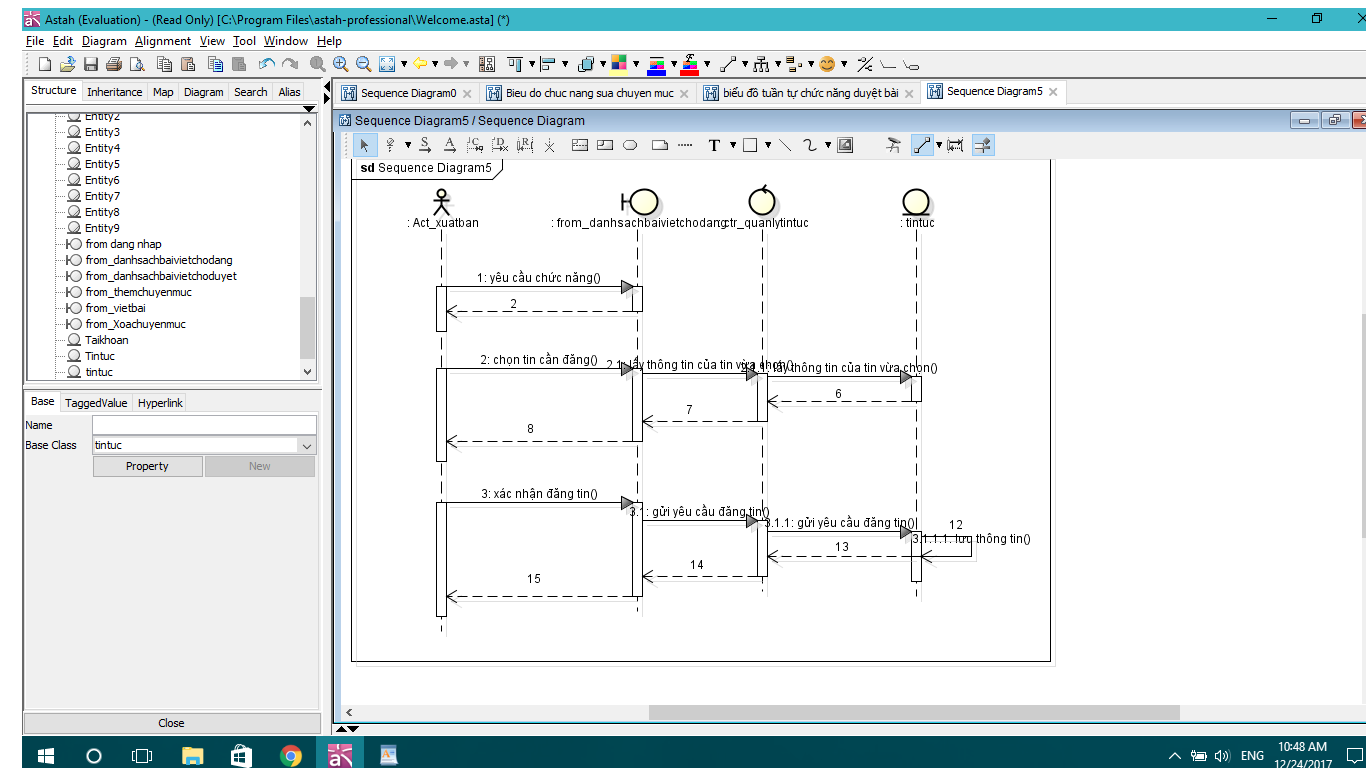 Astah (Evaluation) - (Read Only) [C:\Program Files\astah-professional\Welcome.asta] (*)
File Edit Diagram Alignment View Tool Window Help
Structure Inheritance Map Diagram Search Alias
Entity2
Entity3
Entity4
Entity5
Entity6
Entity7
Entity8
Entity9
from dang nhap
from_danhsachbaivietchodang
from_danhsachbaivietchoduyet
from_themchuyenmuc
from_vietbai
from_Xoachuyenmuc
Taikhoan
Tintuc
tintuc
Base TaggedValue Hyperlink
Name
Base Class tintuc
Property New
Close
Sequence Diagram0 Bieu do chuc nang sua chuyen muc biểu đồ tuần tự chức năng duyệt bài Sequence Diagram5
Sequence Diagram5 / Sequence Diagram
sd Sequence Diagram5
: Act_xuatban : from_danhsachbaivietchodang ctr_quanlytintuc : tintuc
1: yêu cầu chức năng()
2
2: chọn tin cần đăng() 2.1: lấy thông tin của tin vừa chọn() lấy thông tin của tin vừa chọn()
6
7
8
3: xác nhận đăng tin()
3.1: gửi yêu cầu đăng tin()
3.1.1: gửi yêu cầu đăng tin() 12
3.1.1.1: lưu thông tin()
13
14
15
ENG 10:48 AM
12/24/2017